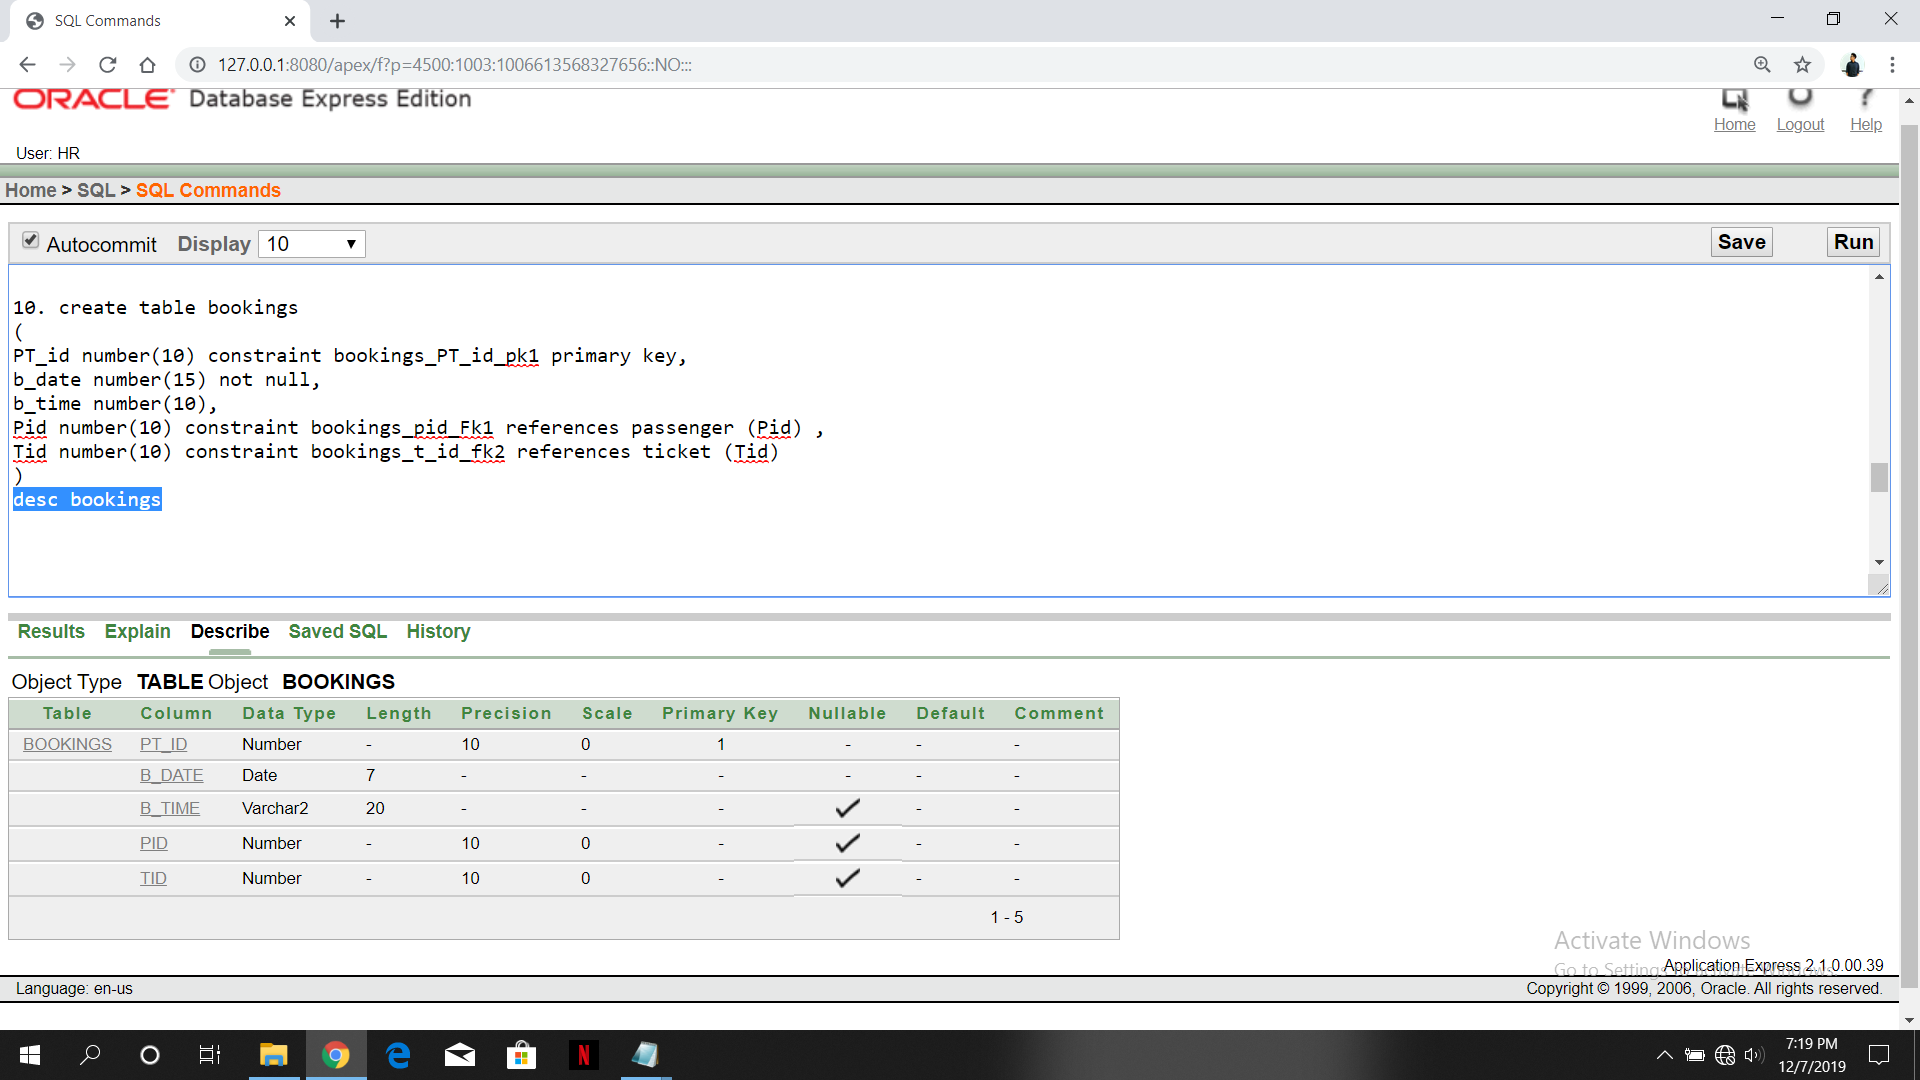 SQL Commands
127.0.0.1:8080/apex/f?p=4500:1003:1006613568327656::NO:::
ORACLE Database Express Edition
Home Logout Help
User: HR
Home > SQL > SQL Commands
Autocommit Display 10 Save Run
10. create table bookings
(
PT_id number(10) constraint bookings_PT_id_pk1 primary key,
b_date number(15) not null,
b_time number(10),
Pid number(10) constraint bookings_pid_Fk1 references passenger (Pid) ,
Tid number(10) constraint bookings_t_id_fk2 references ticket (Tid)
)
desc bookings
Results Explain Describe Saved SQL History
Object Type TABLE Object BOOKINGS
Table Column Data Type Length Precision Scale Primary Key Nullable Default Comment
BOOKINGS PT_ID Number - 10 0 1 - - -
B_DATE Date 7 - - - - - -
B_TIME Varchar2 20 - - - ✓ - -
PID Number - 10 0 - ✓ - -
TID Number - 10 0 - ✓ - -
1 - 5
Activate Windows
Go to Settings
Application Express 2.1.0.00.39
Language: en-us
Copyright © 1999, 2006, Oracle. All rights reserved.
7:19 PM
12/7/2019